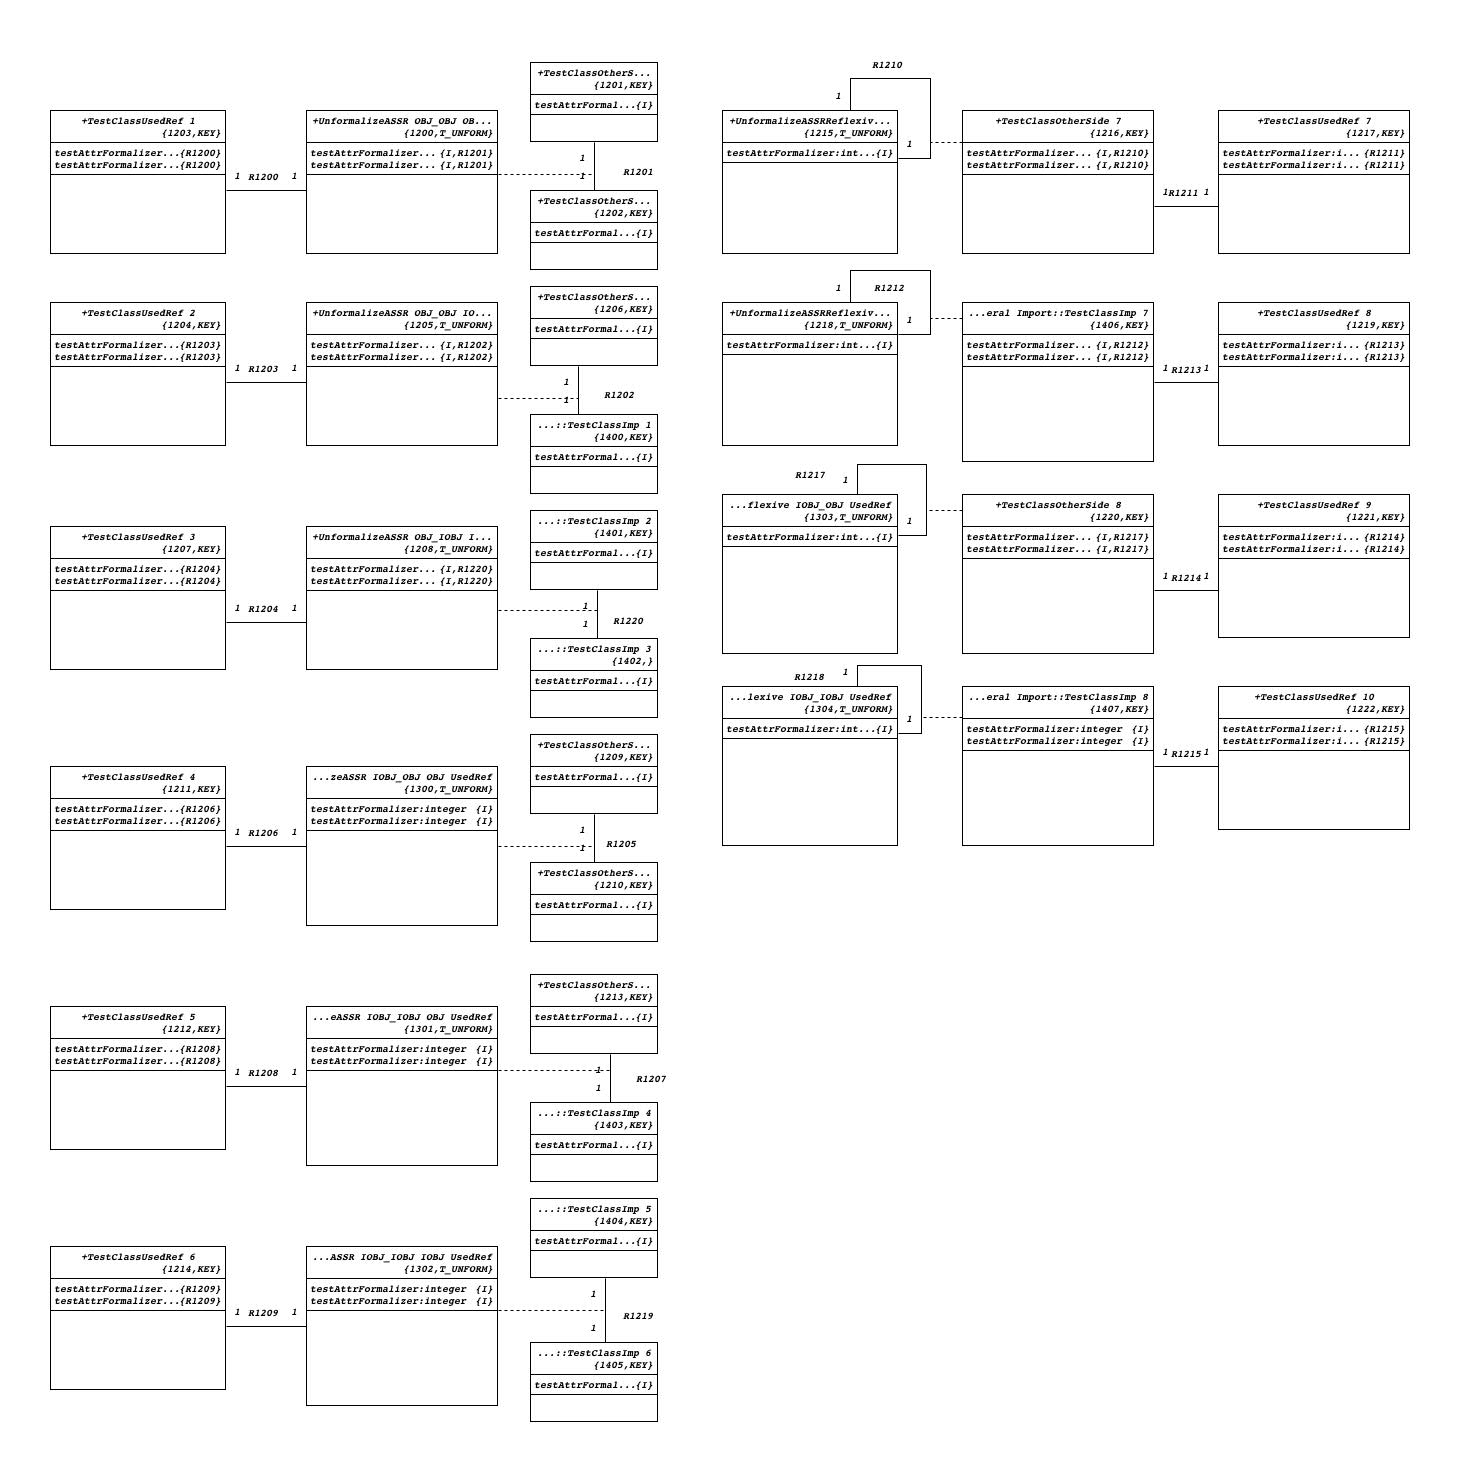 +TestClassUsedRef 1
{1203,KEY}
testAttrFormalizer...{R1200}
testAttrFormalizer...{R1200}
1 R1200 1
+UnformalizeASSR OBJ_OBJ OB...
{1200,T_UNFORM}
testAttrFormalizer... {I,R1201}
testAttrFormalizer... {I,R1201}
+TestClassOtherS...
{1201,KEY}
testAttrFormal...{I}
1
1
R1201
+TestClassOtherS...
{1202,KEY}
testAttrFormal...{I}
+TestClassUsedRef 2
{1204,KEY}
testAttrFormalizer...{R1203}
testAttrFormalizer...{R1203}
1 R1203 1
+UnformalizeASSR OBJ_OBJ IO...
{1205,T_UNFORM}
testAttrFormalizer... {I,R1202}
testAttrFormalizer... {I,R1202}
+TestClassOtherS...
{1206,KEY}
testAttrFormal...{I}
1
1
R1202
...::TestClassImp 1
{1400,KEY}
testAttrFormal...{I}
+TestClassUsedRef 3
{1207,KEY}
testAttrFormalizer...{R1204}
testAttrFormalizer...{R1204}
1 R1204 1
+UnformalizeASSR OBJ_IOBJ I...
{1208,T_UNFORM}
testAttrFormalizer... {I,R1220}
testAttrFormalizer... {I,R1220}
...::TestClassImp 2
{1401,KEY}
testAttrFormal...{I}
1
1
R1220
...::TestClassImp 3
{1402,}
testAttrFormal...{I}
+TestClassUsedRef 4
{1211,KEY}
testAttrFormalizer...{R1206}
testAttrFormalizer...{R1206}
1 R1206 1
...zeASSR IOBJ_OBJ OBJ UsedRef
{1300,T_UNFORM}
testAttrFormalizer:integer {I}
testAttrFormalizer:integer {I}
+TestClassOtherS...
{1209,KEY}
testAttrFormal...{I}
1
1
R1205
+TestClassOtherS...
{1210,KEY}
testAttrFormal...{I}
+TestClassUsedRef 5
{1212,KEY}
testAttrFormalizer...{R1208}
testAttrFormalizer...{R1208}
1 R1208 1
...eASSR IOBJ_IOBJ OBJ UsedRef
{1301,T_UNFORM}
testAttrFormalizer:integer {I}
testAttrFormalizer:integer {I}
+TestClassOtherS...
{1213,KEY}
testAttrFormal...{I}
1
1
R1207
...::TestClassImp 4
{1403,KEY}
testAttrFormal...{I}
+TestClassUsedRef 6
{1214,KEY}
testAttrFormalizer...{R1209}
testAttrFormalizer...{R1209}
1 R1209 1
...ASSR IOBJ_IOBJ IOBJ UsedRef
{1302,T_UNFORM}
testAttrFormalizer:integer {I}
testAttrFormalizer:integer {I}
...::TestClassImp 5
{1404,KEY}
testAttrFormal...{I}
1
R1219
1
...::TestClassImp 6
{1405,KEY}
testAttrFormal...{I}
R1210
1
1
+UnformalizeASSRReflexiv...
{1215,T_UNFORM}
testAttrFormalizer:int...{I}
+TestClassOtherSide 7
{1216,KEY}
testAttrFormalizer... {I,R1210}
testAttrFormalizer... {I,R1210}
1 R1211 1
+TestClassUsedRef 7
{1217,KEY}
testAttrFormalizer:i... {R1211}
testAttrFormalizer:i... {R1211}
1 R1212
1
+UnformalizeASSRReflexiv...
{1218,T_UNFORM}
testAttrFormalizer:int...{I}
...eral Import::TestClassImp 7
{1406,KEY}
testAttrFormalizer... {I,R1212}
testAttrFormalizer... {I,R1212}
1 R1213 1
+TestClassUsedRef 8
{1219,KEY}
testAttrFormalizer:i... {R1213}
testAttrFormalizer:i... {R1213}
R1217 1
1
...flexive IOBJ_OBJ UsedRef
{1303,T_UNFORM}
testAttrFormalizer:int...{I}
+TestClassOtherSide 8
{1220,KEY}
testAttrFormalizer... {I,R1217}
testAttrFormalizer... {I,R1217}
1 R1214 1
+TestClassUsedRef 9
{1221,KEY}
testAttrFormalizer:i... {R1214}
testAttrFormalizer:i... {R1214}
R1218 1
1
...lexive IOBJ_IOBJ UsedRef
{1304,T_UNFORM}
testAttrFormalizer:int...{I}
...eral Import::TestClassImp 8
{1407,KEY}
testAttrFormalizer:integer {I}
testAttrFormalizer:integer {I}
1 R1215 1
+TestClassUsedRef 10
{1222,KEY}
testAttrFormalizer:i... {R1215}
testAttrFormalizer:i... {R1215}